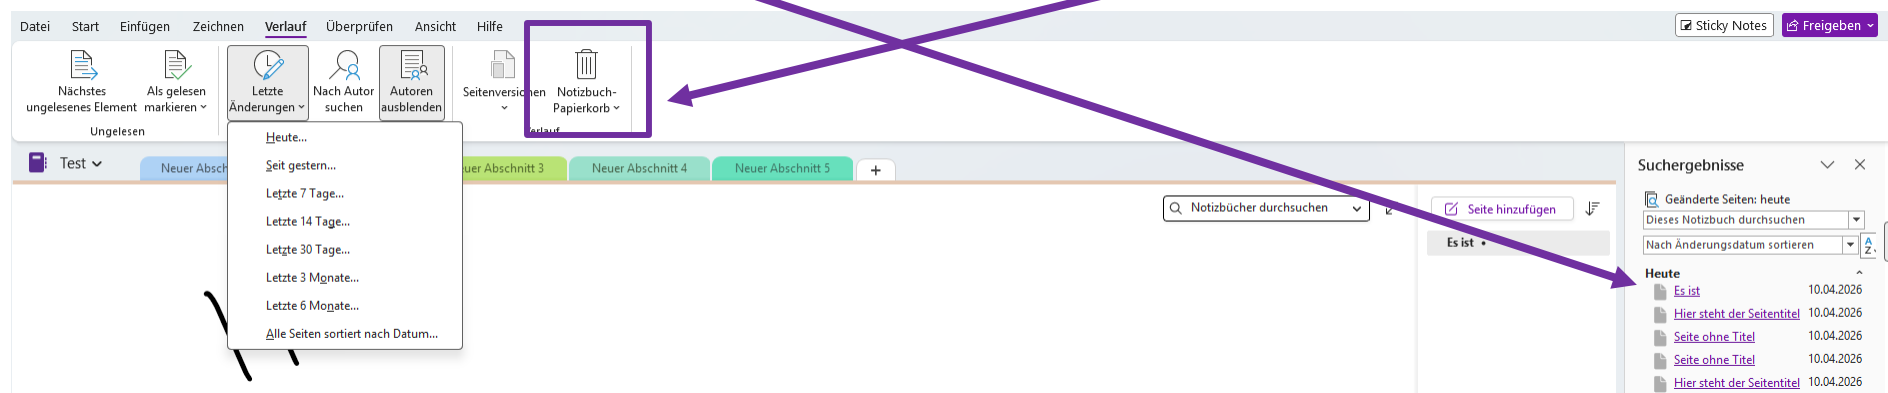 Datei Start Einfügen Zeichnen Verlauf Überprüfen Ansicht Hilfe
Sticky Notes Freigeben
Nächstes
ungelesenes Element
Als gelesen
markieren
Ungelesen
Letzte
Änderungen
Nach Autor
suchen
Autoren
ausblenden
Seitenversionen
Notizbuch-
Papierkorb
Verlauf
Heute...
Seit gestern...
Letzte 7 Tage...
Letzte 14 Tage...
Letzte 30 Tage...
Letzte 3 Monate...
Letzte 6 Monate...
Alle Seiten sortiert nach Datum...
Test
Neuer Absch
euer Abschnitt 3
Neuer Abschnitt 4
Neuer Abschnitt 5
+
Notizbücher durchsuchen
Seite hinzufügen
Es ist
Suchergebnisse
Geänderte Seiten: heute
Dieses Notizbuch durchsuchen
Nach Änderungsdatum sortieren
A
Z
Heute
Es ist 10.04.2026
Hier steht der Seitentitel 10.04.2026
Seite ohne Titel 10.04.2026
Seite ohne Titel 10.04.2026
Hier steht der Seitentitel 10.04.2026